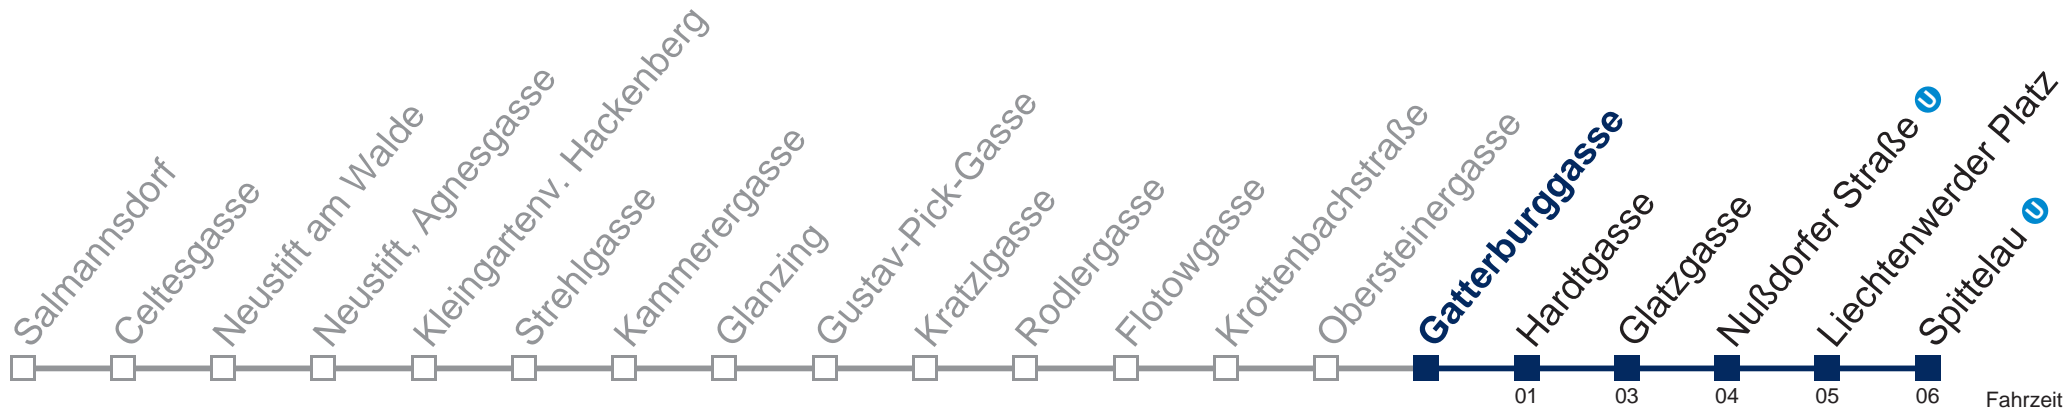 Salmannsdorf
Celtesgasse
Neustift am Walde
Neustift, Agnesgasse
Kleingartenv. Hackenberg
Strehlgasse
Kammerergasse
Glanzing
Gustav-Pick-Gasse
Kratzlgasse
Rodlergasse
Flotowgasse
Krottenbachstraße
Obersteinergasse
Gatterburggasse
Hardtgasse
Glatzgasse
Nußdorfer Straße U
Liechtenwerder Platz
Spittelau U
01 03 04 05 06 Fahrzeit